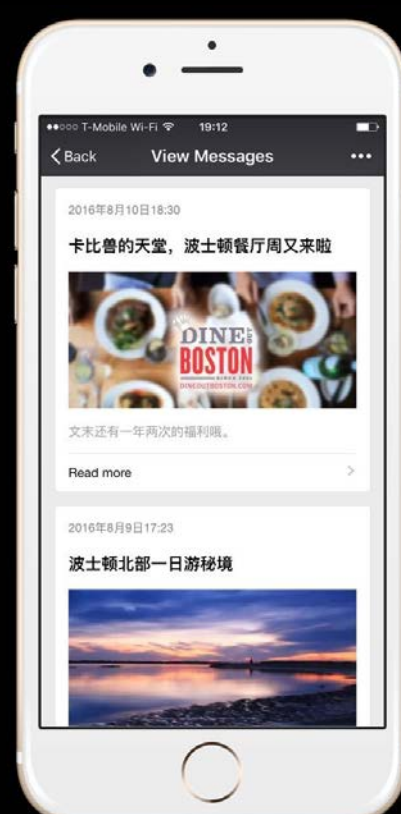 T-Mobile Wi-Fi 19:12
Back View Messages
2016年8月10日18:30
卡比兽的天堂，波士顿餐厅周又来啦
DINE OUT
BOSTON
SINCE 2001
DINEOUTBOSTON.COM
文末还有一年两次的福利哦。
Read more
2016年8月9日17:23
波士顿北部一日游秘境